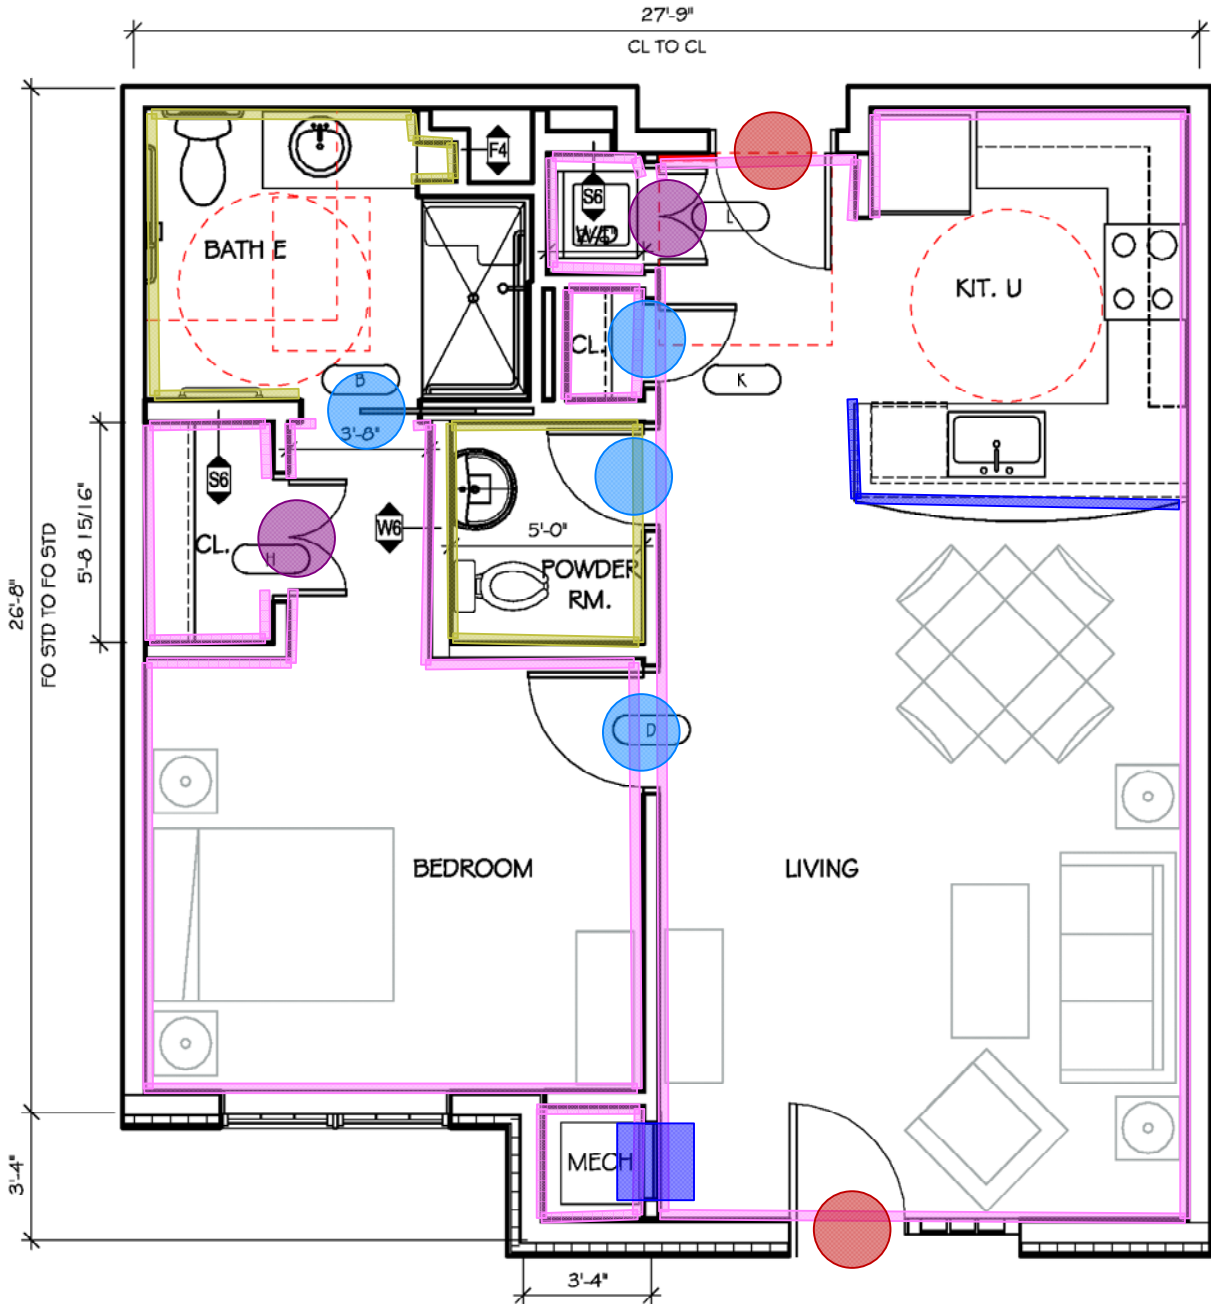 27'-9"
CL TO CL
F4
S6
L
BATH E
KIT. U
CL.
B
K
3'-8"
S6
W6
CL.
H
5'-0"
POWDER
RM.
5'-8 15/16"
26'-8"
FO STD TO FO STD
D
BEDROOM
LIVING
MECH
3'-4"
3'-4"